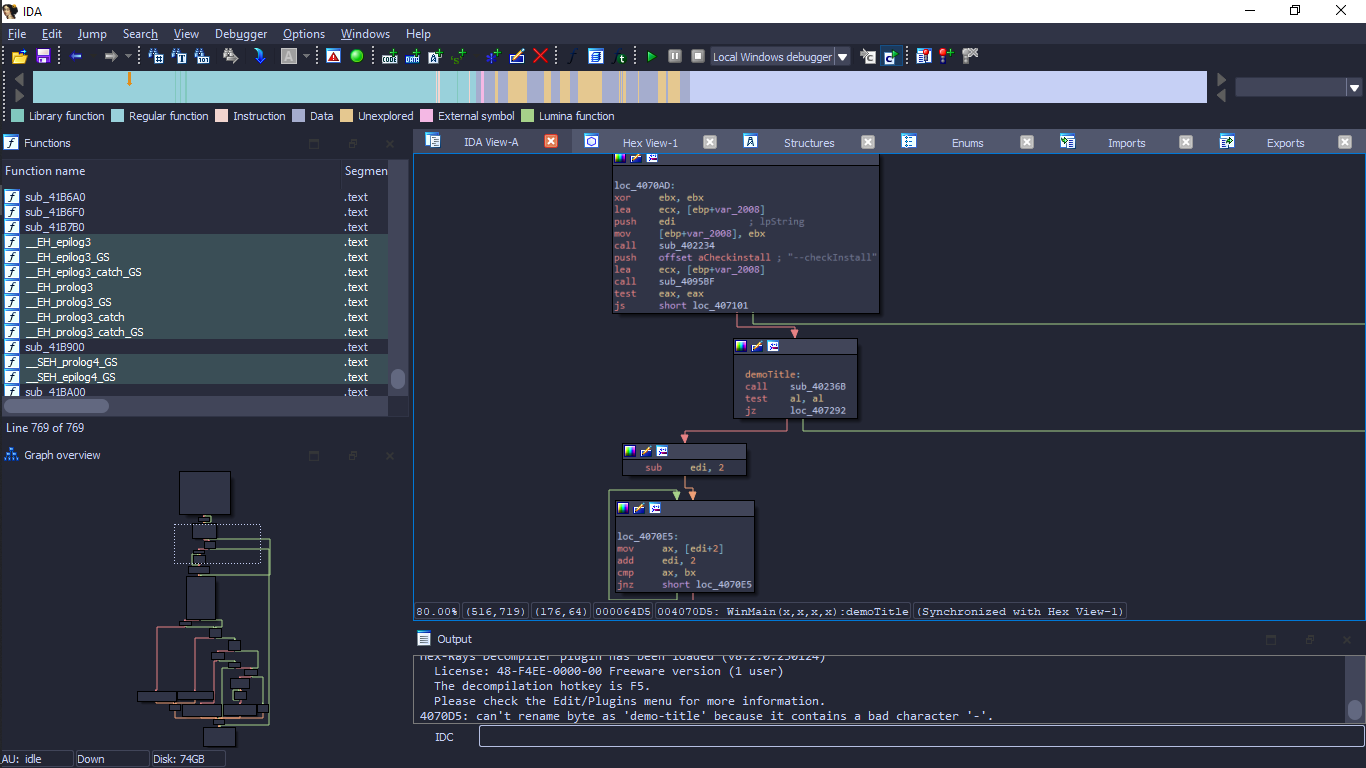 IDA
File Edit Jump Search View Debugger Options Windows Help
Local Windows debugger
Library function Regular function Instruction Data Unexplored External symbol Lumina function
Functions
Function name Segmen
sub_41B6A0 .text
sub_41B6F0 .text
sub_41B7B0 .text
__EH_epilog3 .text
__EH_epilog3_GS .text
__EH_epilog3_catch_GS .text
__EH_prolog3 .text
__EH_prolog3_GS .text
__EH_prolog3_catch .text
__EH_prolog3_catch_GS .text
sub_41B900 .text
__SEH_prolog4_GS .text
__SEH_epilog4_GS .text
sub_41BA00 .text
Line 769 of 769
Graph overview
IDA View-A Hex View-1 Structures Enums Imports Exports
loc_4070AD:
xor ebx, ebx
lea ecx, [ebp+var_2008]
push edi ; lpString
mov [ebp+var_2008], ebx
call sub_402234
push offset aCheckinstall ; "--checkInstall"
lea ecx, [ebp+var_2008]
call sub_4095BF
test eax, eax
js short loc_407101
demoTitle:
call sub_40236B
test al, al
jz loc_407292
sub edi, 2
loc_4070E5:
mov ax, [edi+2]
add edi, 2
cmp ax, bx
jnz short loc_4070E5
80.00% (516,719) (176,64) 000064D5 004070D5: WinMain(x,x,x,x):demoTitle (Synchronized with Hex View-1)
Output
Hex-Rays Decompiler plugin has been loaded (v8.2.0.230124)
License: 48-F4EE-0000-00 Freeware version (1 user)
The decompilation hotkey is F5.
Please check the Edit/Plugins menu for more information.
4070D5: can't rename byte as 'demo-title' because it contains a bad character '-'.
IDC
AU: idle Down Disk: 74GB